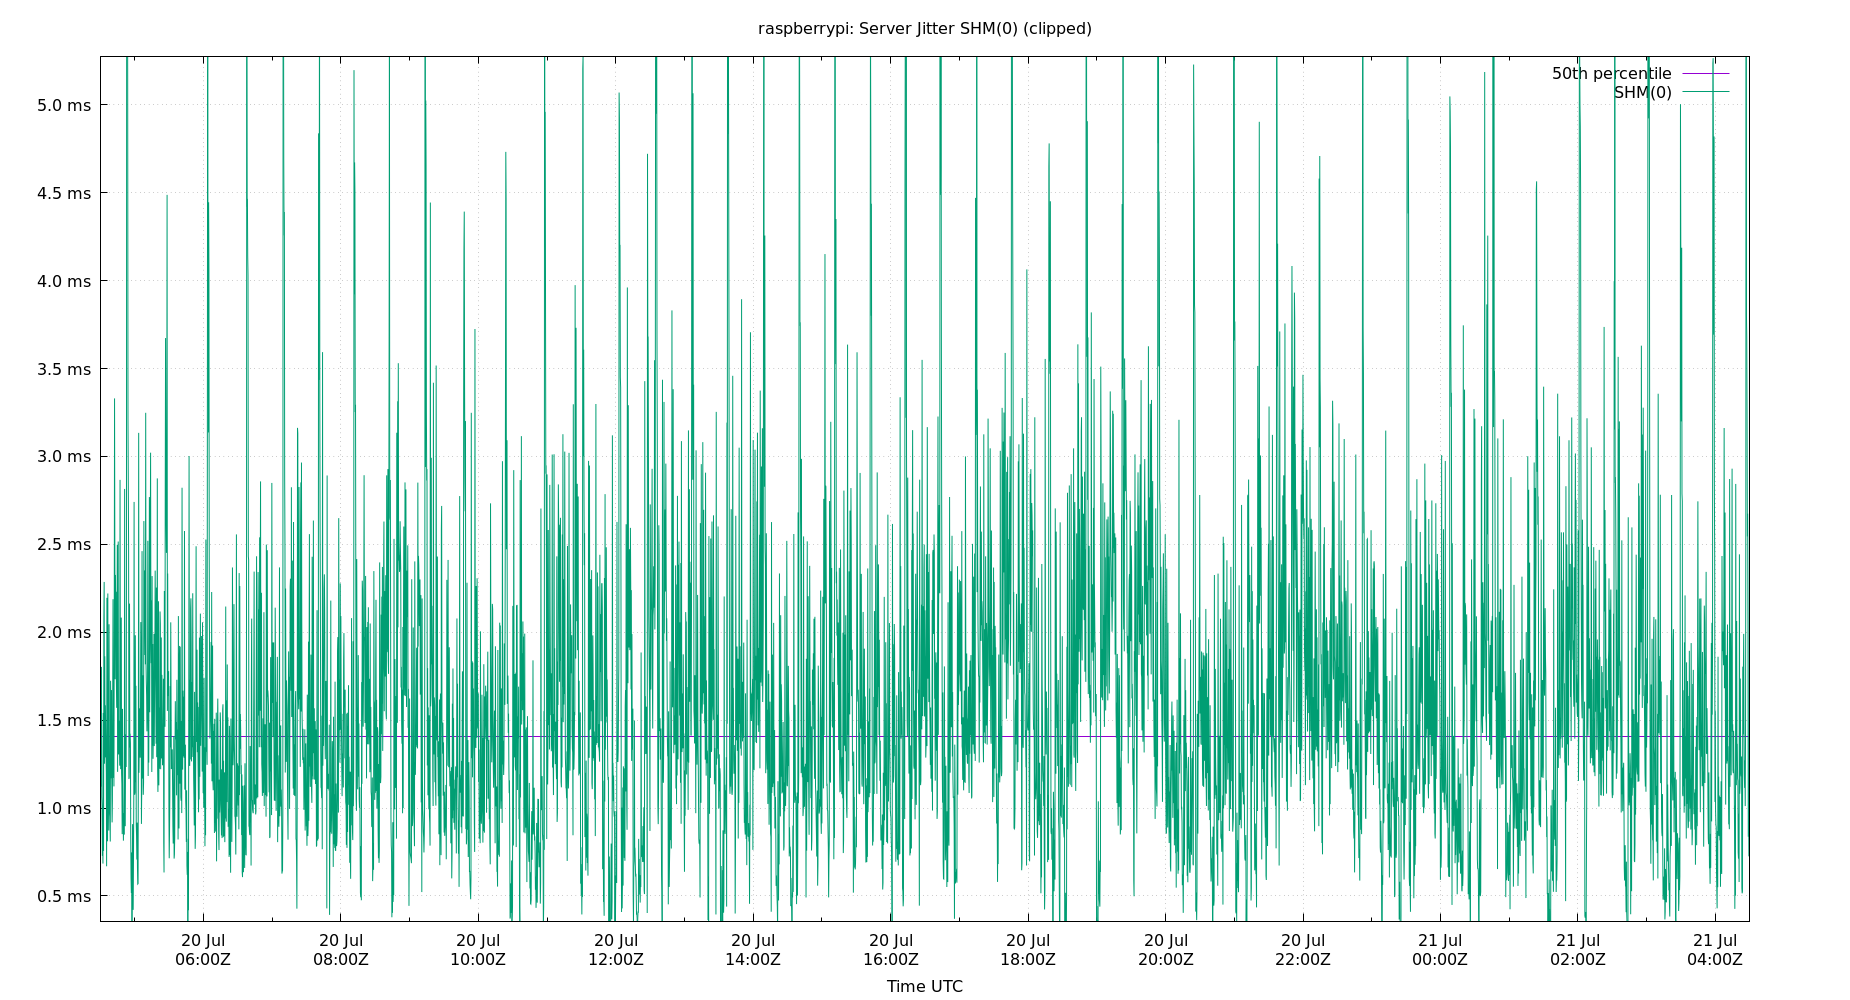 raspberrypi: Server Jitter SHM(0) (clipped)
50th percentile
SHM(0)
5.0 ms
4.5 ms
4.0 ms
3.5 ms
3.0 ms
2.5 ms
2.0 ms
1.5 ms
1.0 ms
0.5 ms
20 Jul 20 Jul 20 Jul 20 Jul 20 Jul 20 Jul 20 Jul 20 Jul 20 Jul 21 Jul 21 Jul 21 Jul
06:00Z 08:00Z 10:00Z 12:00Z 14:00Z 16:00Z 18:00Z 20:00Z 22:00Z 00:00Z 02:00Z 04:00Z
Time UTC